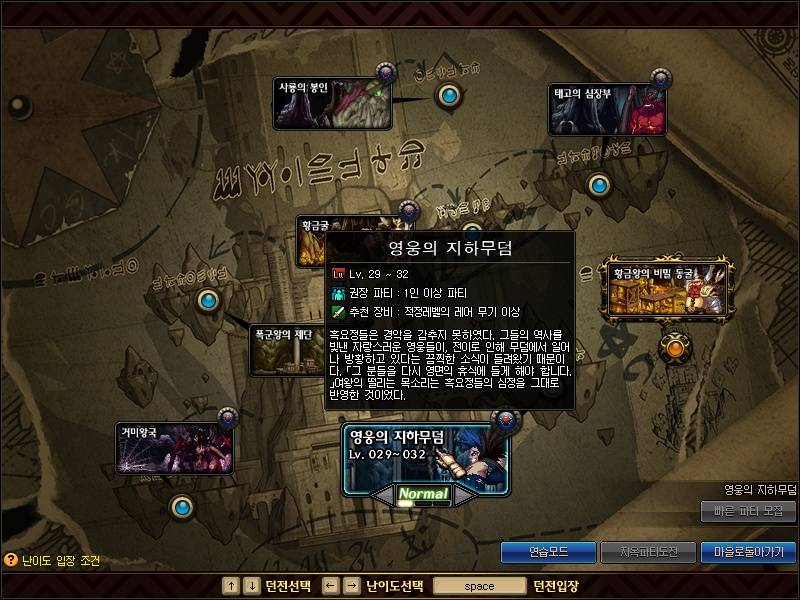 사룡의 봉인
태고의 심장부
황금굴
영웅의 지하무덤
Lv. 29 ~ 32
권장 파티 : 1인 이상 파티
추천 장비 : 적정레벨의 레어 무기 이상
흑요정들은 경악을 감추지 못하였다. 그들의 역사를
빛낸 자랑스러운 영웅들이, 전이로 인해 무덤에서 일어
나 방황하고 있다는 끔찍한 소식이 들려왔기 때문이
다. 「그 분들을 다시 영면의 휴식에 들게 해야 합니다.
」여왕의 떨리는 목소리는 흑요정들의 심정을 그대로
반영한 것이었다.
황금왕의 비밀 동굴
폭군왕의 제단
거미왕국
영웅의 지하무덤
Lv. 029~032
Normal
영웅의 지하무덤
빠른 파티 모집
? 난이도 입장 조건
연습모드
지옥파티도전
마을로돌아가기
↑ ↓ 던전선택 ← → 난이도선택 space 던전입장